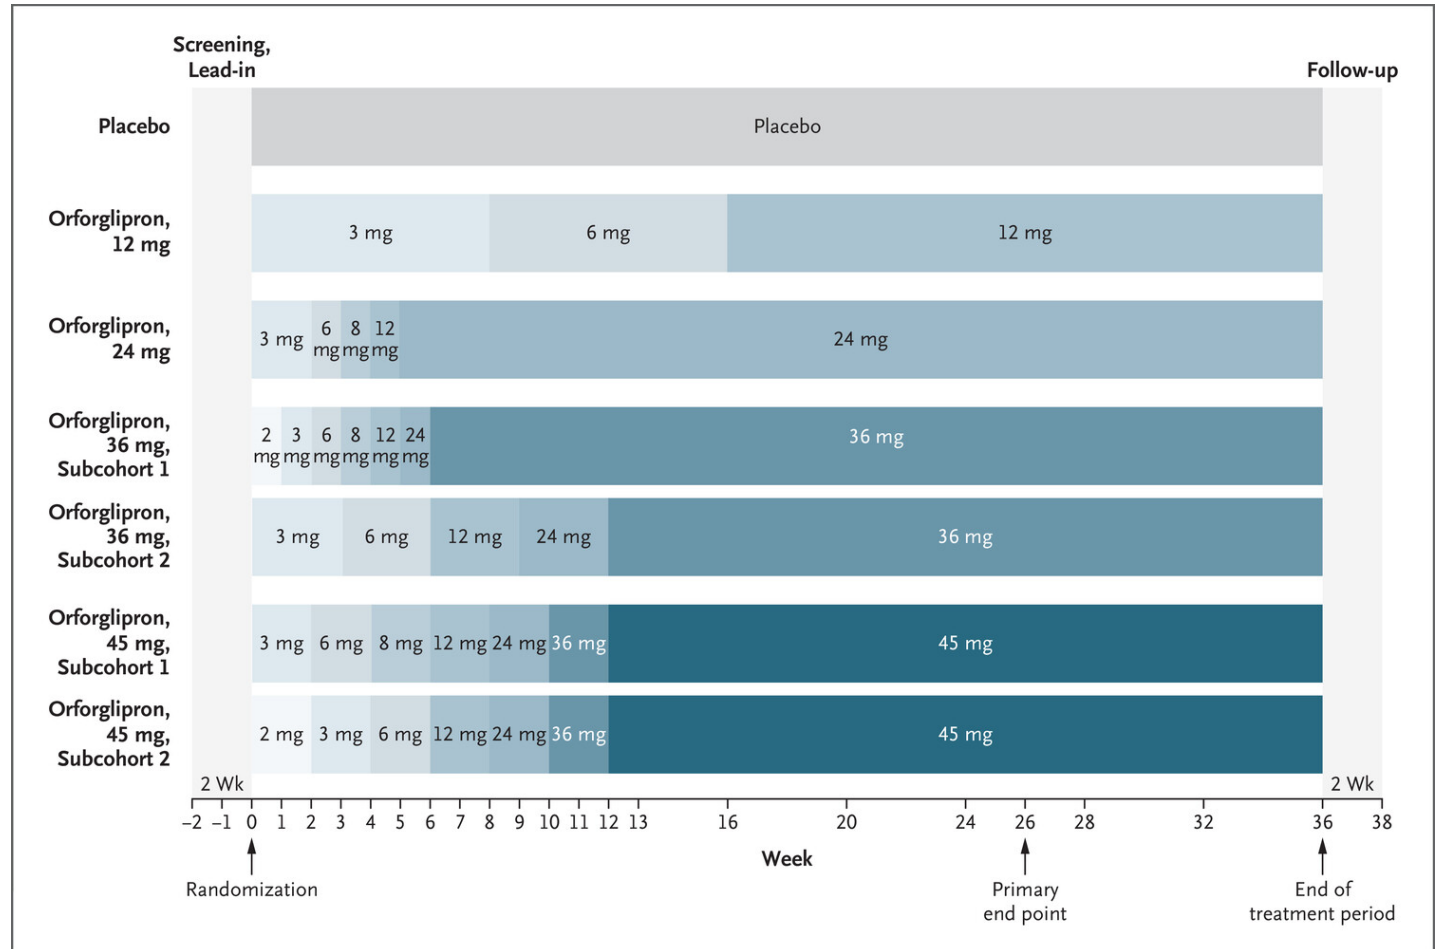 Screening,
Lead-in
Follow-up
Placebo
Placebo
Orforglipron,
12 mg
3 mg
6 mg
12 mg
Orforglipron,
24 mg
3 mg
6
mg
8
mg
12
mg
24 mg
Orforglipron,
36 mg,
Subcohort 1
2
mg
3
mg
6
mg
8
mg
12
mg
24
mg
36 mg
Orforglipron,
36 mg,
Subcohort 2
3 mg
6 mg
12 mg
24 mg
36 mg
Orforglipron,
45 mg,
Subcohort 1
3 mg
6 mg
8 mg
12 mg
24 mg
36 mg
45 mg
Orforglipron,
45 mg,
Subcohort 2
2 mg
3 mg
6 mg
12 mg
24 mg
36 mg
45 mg
2 Wk
2 Wk
−2 −1 0 1 2 3 4 5 6 7 8 9 10 11 12 13 16 20 24 26 28 32 36 38
Week
Randomization
Primary
end point
End of
treatment period